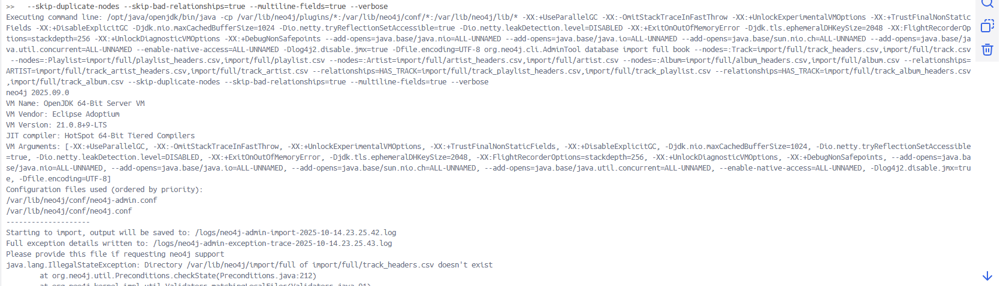 >>   --skip-duplicate-nodes --skip-bad-relationships=true --multiline-fields=true --verbose
Executing command line: /opt/java/openjdk/bin/java -cp /var/lib/neo4j/plugins/*:/var/lib/neo4j/conf/*:/var/lib/neo4j/lib/* -XX:+UseParallelGC -XX:-OmitStackTraceInFastThrow -XX:+UnlockExperimentalVMOptions -XX:+TrustFinalNonStatic
Fields -XX:+DisableExplicitGC -Djdk.nio.maxCachedBufferSize=1024 -Dio.netty.tryReflectionSetAccessible=true -Dio.netty.leakDetection.level=DISABLED -XX:+ExitOnOutOfMemoryError -Djdk.tls.ephemeralDHKeySize=2048 -XX:FlightRecorderOp
tions=stackdepth=256 -XX:+UnlockDiagnosticVMOptions -XX:+DebugNonSafepoints --add-opens=java.base/java.nio=ALL-UNNAMED --add-opens=java.base/java.io=ALL-UNNAMED --add-opens=java.base/sun.nio.ch=ALL-UNNAMED --add-opens=java.base/ja
va.util.concurrent=ALL-UNNAMED --enable-native-access=ALL-UNNAMED -Dlog4j2.disable.jmx=true -Dfile.encoding=UTF-8 org.neo4j.cli.AdminTool database import full book --nodes=:Track=import/full/track_headers.csv,import/full/track.csv
 --nodes=:Playlist=import/full/playlist_headers.csv,import/full/playlist.csv --nodes=:Artist=import/full/artist_headers.csv,import/full/artist.csv --nodes=:Album=import/full/album_headers.csv,import/full/album.csv --relationships=
ARTIST=import/full/track_artist_headers.csv,import/full/track_artist.csv --relationships=HAS_TRACK=import/full/track_playlist_headers.csv,import/full/track_playlist.csv --relationships=HAS_TRACK=import/full/track_album_headers.csv
,import/full/track_album.csv --skip-duplicate-nodes --skip-bad-relationships=true --multiline-fields=true --verbose
neo4j 2025.09.0
VM Name: OpenJDK 64-Bit Server VM
VM Vendor: Eclipse Adoptium
VM Version: 21.0.8+9-LTS
JIT compiler: HotSpot 64-Bit Tiered Compilers
VM Arguments: [-XX:+UseParallelGC, -XX:-OmitStackTraceInFastThrow, -XX:+UnlockExperimentalVMOptions, -XX:+TrustFinalNonStaticFields, -XX:+DisableExplicitGC, -Djdk.nio.maxCachedBufferSize=1024, -Dio.netty.tryReflectionSetAccessible
=true, -Dio.netty.leakDetection.level=DISABLED, -XX:+ExitOnOutOfMemoryError, -Djdk.tls.ephemeralDHKeySize=2048, -XX:FlightRecorderOptions=stackdepth=256, -XX:+UnlockDiagnosticVMOptions, -XX:+DebugNonSafepoints, --add-opens=java.ba
se/java.nio=ALL-UNNAMED, --add-opens=java.base/java.io=ALL-UNNAMED, --add-opens=java.base/sun.nio.ch=ALL-UNNAMED, --add-opens=java.base/java.util.concurrent=ALL-UNNAMED, --enable-native-access=ALL-UNNAMED, -Dlog4j2.disable.jmx=tru
e, -Dfile.encoding=UTF-8]
Configuration files used (ordered by priority):
/var/lib/neo4j/conf/neo4j-admin.conf
/var/lib/neo4j/conf/neo4j.conf
--------------------
Starting to import, output will be saved to: /logs/neo4j-admin-import-2025-10-14.23.25.42.log
Full exception details written to: /logs/neo4j-admin-exception-trace-2025-10-14.23.25.43.log
Please provide this file if requesting neo4j support
java.lang.IllegalStateException: Directory /var/lib/neo4j/import/full of import/full/track_headers.csv doesn't exist
        at org.neo4j.util.Preconditions.checkState(Preconditions.java:212)
        at org.neo4j.kernel.impl.util.Validators.matchingLocalFiles(Validators.java:91)